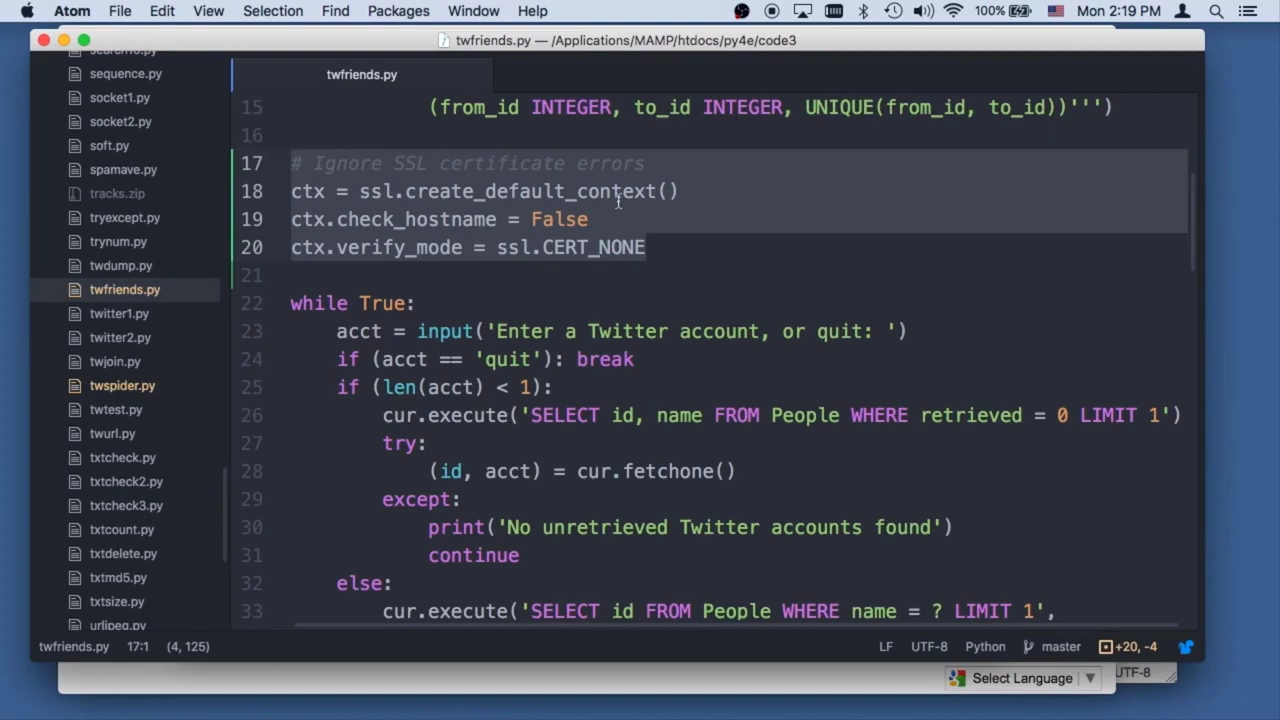 Atom File Edit View Selection Find Packages Window Help 100% Mon 2:19 PM
twfriends.py — /Applications/MAMP/htdocs/py4e/code3
sequence.py
socket1.py
socket2.py
soft.py
spamave.py
tracks.zip
tryexcept.py
trynum.py
twdump.py
twfriends.py
twitter1.py
twitter2.py
twjoin.py
twspider.py
twtest.py
twurl.py
txtcheck.py
txtcheck2.py
txtcheck3.py
txtcount.py
txtdelete.py
txtmd5.py
txtsize.py
urljpeg.py
twfriends.py
15 (from_id INTEGER, to_id INTEGER, UNIQUE(from_id, to_id))''')
16
17 # Ignore SSL certificate errors
18 ctx = ssl.create_default_context()
19 ctx.check_hostname = False
20 ctx.verify_mode = ssl.CERT_NONE
21
22 while True:
23 acct = input('Enter a Twitter account, or quit: ')
24 if (acct == 'quit'): break
25 if (len(acct) < 1):
26 cur.execute('SELECT id, name FROM People WHERE retrieved = 0 LIMIT 1')
27 try:
28 (id, acct) = cur.fetchone()
29 except:
30 print('No unretrieved Twitter accounts found')
31 continue
32 else:
33 cur.execute('SELECT id FROM People WHERE name = ? LIMIT 1',
twfriends.py 17:1 (4, 125) LF UTF-8 Python master +20, -4
Select Language ▼ UTF-8